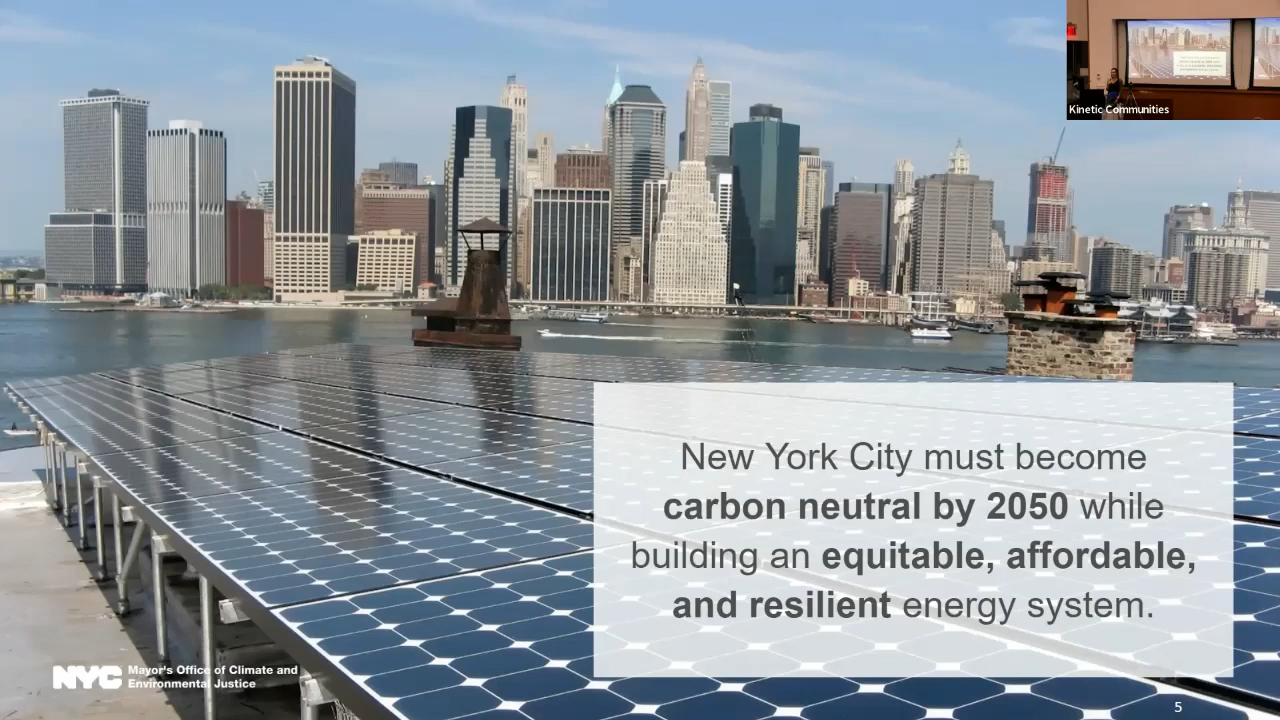 Kinetic Communities
New York City must become
carbon neutral by 2050 while
building an equitable, affordable,
and resilient energy system.
NYC Mayor's Office of Climate and
Environmental Justice
5